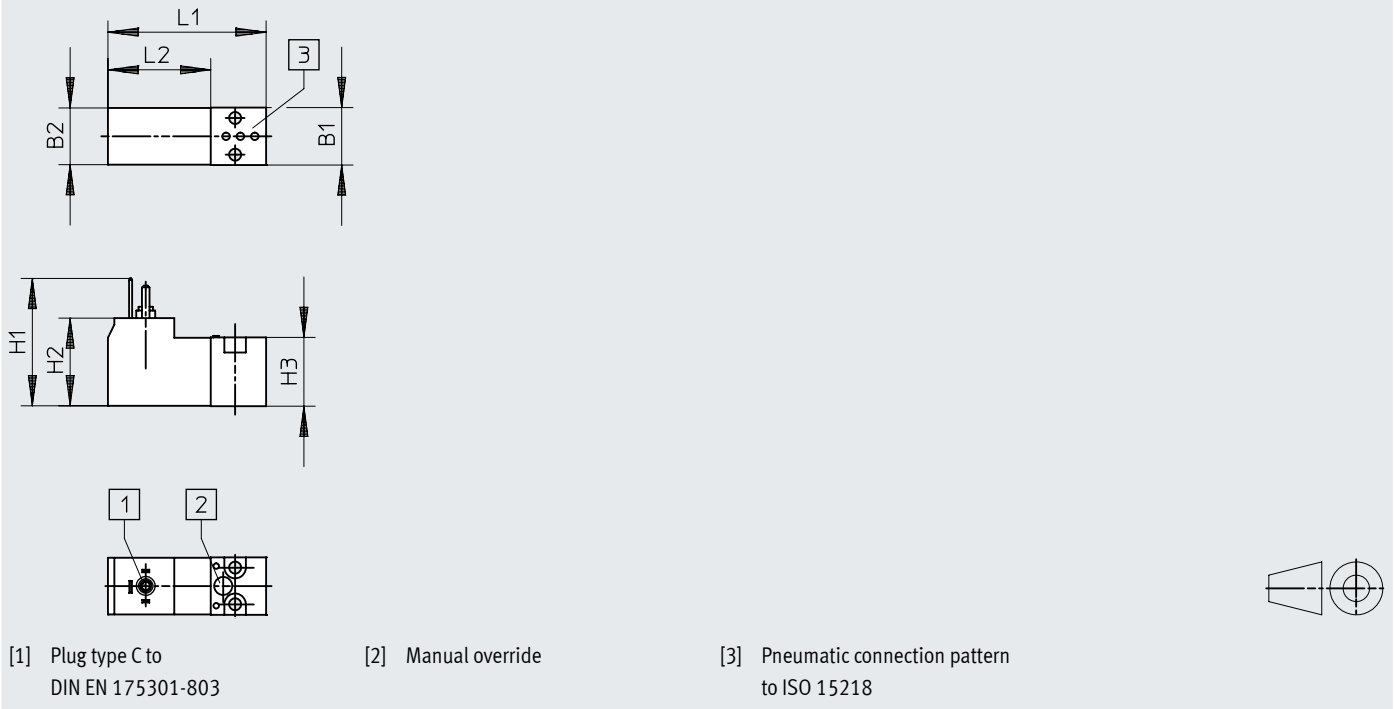 L1
L2
3
B2
B1
H1
H2
H3
1
2
[1] Plug type C to
DIN EN 175301-803
[2] Manual override
[3] Pneumatic connection pattern
to ISO 15218